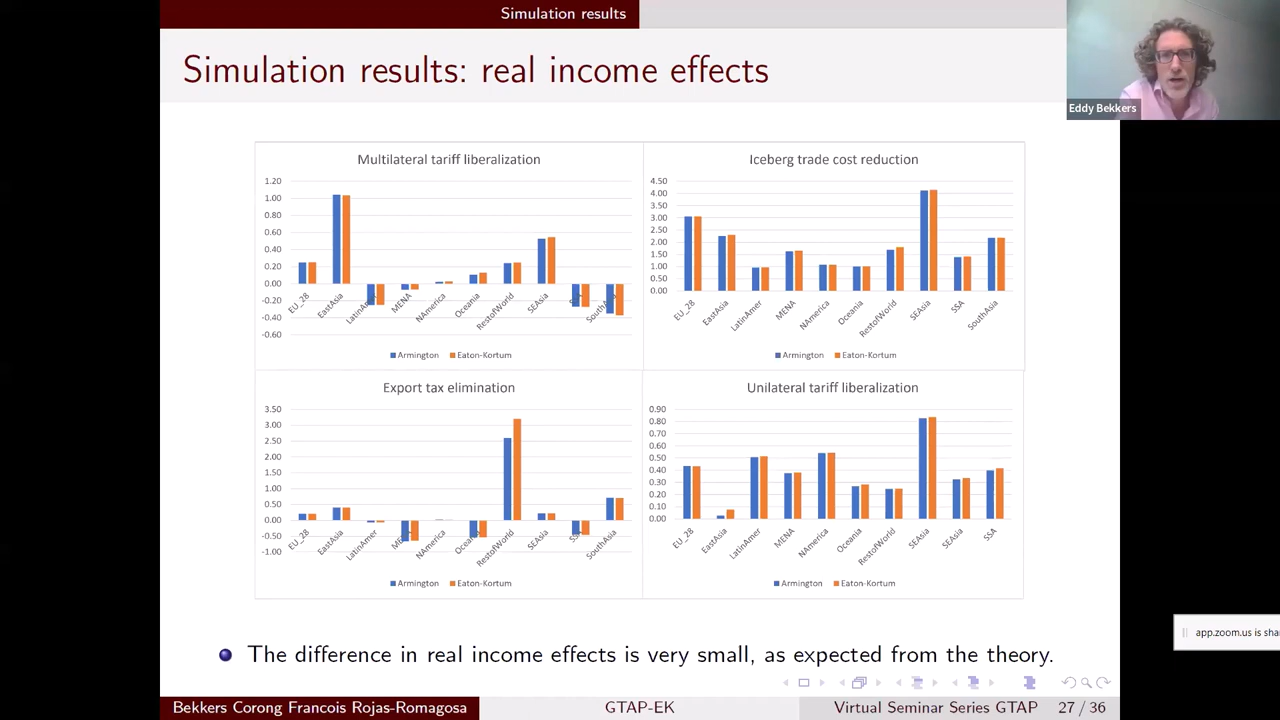 Simulation results
Simulation results: real income effects
Eddy Bekkers
Multilateral tariff liberalization
1.20
1.00
0.80
0.60
0.40
0.20
0.00
-0.20
-0.40
-0.60
EU_28
EastAsia
LatinAmer
MENA
NAmerica
Oceania
RestofWorld
SEAsia
SSA
SouthAsia
Armington Eaton-Kortum
Iceberg trade cost reduction
4.50
4.00
3.50
3.00
2.50
2.00
1.50
1.00
0.50
0.00
EU_28
EastAsia
LatinAmer
MENA
NAmerica
Oceania
RestofWorld
SEAsia
SSA
SouthAsia
Armington Eaton-Kortum
Export tax elimination
3.50
3.00
2.50
2.00
1.50
1.00
0.50
0.00
-0.50
-1.00
EU_28
EastAsia
LatinAmer
MENA
NAmerica
Oceania
RestofWorld
SEAsia
SSA
SouthAsia
Armington Eaton-Kortum
Unilateral tariff liberalization
0.90
0.80
0.70
0.60
0.50
0.40
0.30
0.20
0.10
0.00
EU_28
EastAsia
LatinAmer
MENA
NAmerica
Oceania
RestofWorld
SEAsia
SEAsia
SSA
Armington Eaton-Kortum
app.zoom.us is sha
The difference in real income effects is very small, as expected from the theory.
Bekkers Corong Francois Rojas-Romagosa GTAP-EK Virtual Seminar Series GTAP 27 / 36